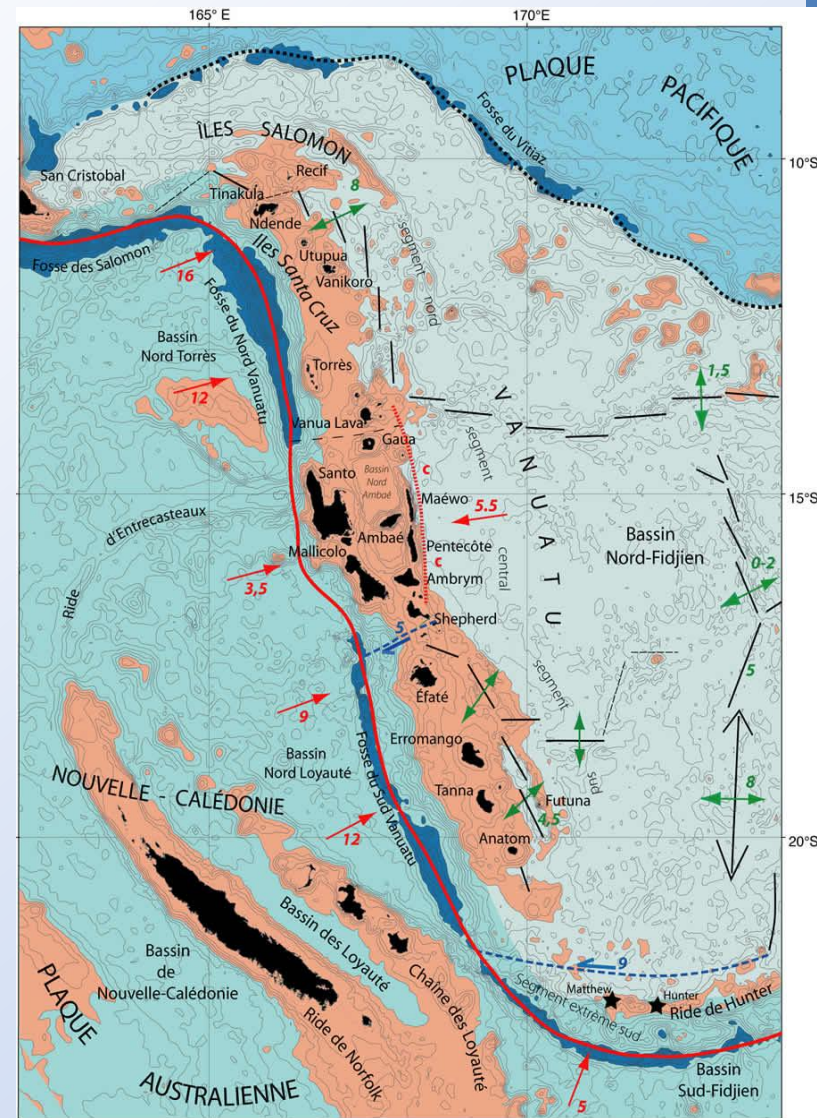 165° E
170° E
PLAQUE
PACIFIQUE
Fosse du Vitiaz
ÎLES SALOMON
10°S
San Cristobal
Recif
Tinakula
8
Ndende
Fosse des Salomon
16
Iles Santa Cruz
Utupua
Vanikoro
segment nord
Fosse du Nord Vanuatu
Bassin
Nord Torrès
12
Torrès
1,5
VANUATU
Vanua Lava
Gaua
segment
central
Santo
Bassin
Nord
Ambaé
c
Maéwo
15°S
5.5
Bassin
Nord-Fidjien
Ambaé
Pentecôte
Mallicolo
c
Ambrym
Ride d'Entrecasteaux
3,5
0-2
Shepherd
5
5
segment
sud
Éfaté
9
Erromango
Bassin
Nord Loyauté
Fosse du Sud Vanuatu
8
NOUVELLE - CALÉDONIE
Tanna
Futuna
4,5
12
Anatom
20°S
Bassin des Loyauté
Bassin
de
Nouvelle-Calédonie
Chaîne des Loyauté
9
Matthew
Hunter
Ride de Hunter
Segment extrème sud
PLAQUE
AUSTRALIENNE
Ride de Norfolk
5
Bassin
Sud-Fidjien